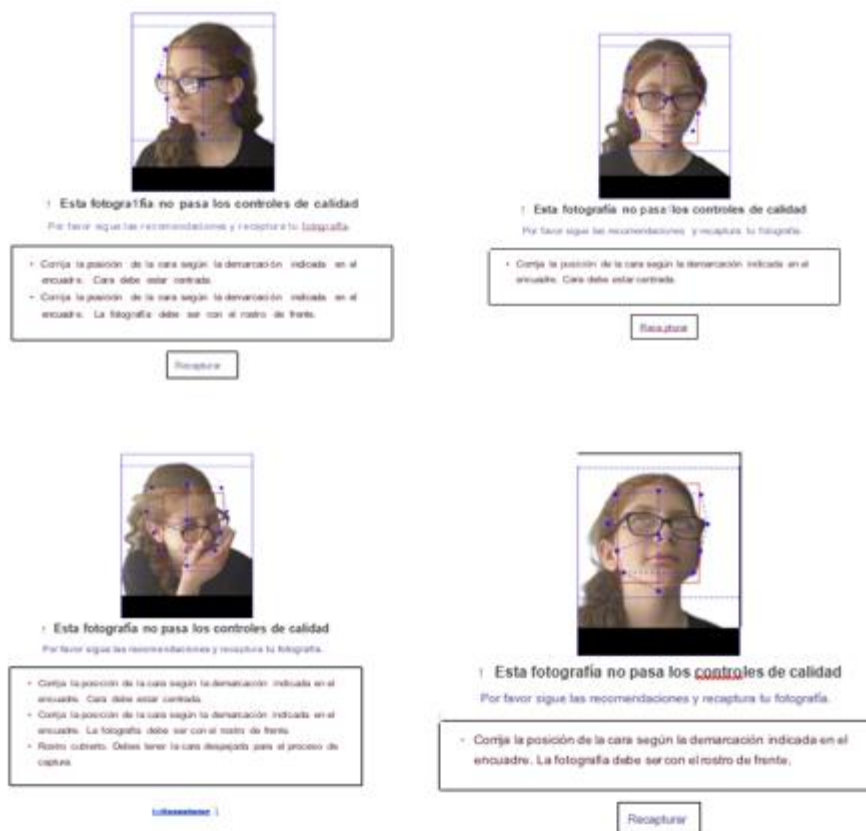 ! Esta fotografía no pasa los controles de calidad
Por favor sigue las recomendaciones y recaptura tu fotografía.
• Corrija la posición de la cara según la demarcación indicada en el
encuadre. Cara debe estar centrada.
• Corrija la posición de la cara según la demarcación indicada en el
encuadre. La fotografía debe ser con el rostro de frente.
Recapturar
! Esta fotografía no pasa los controles de calidad
Por favor sigue las recomendaciones y recaptura tu fotografía.
• Corrija la posición de la cara según la demarcación indicada en el
encuadre. Cara debe estar centrada.
Recapturar
! Esta fotografía no pasa los controles de calidad
Por favor sigue las recomendaciones y recaptura tu fotografía.
• Corrija la posición de la cara según la demarcación indicada en el
encuadre. Cara debe estar centrada.
• Corrija la posición de la cara según la demarcación indicada en el
encuadre. La fotografía debe ser con el rostro de frente.
• Rostro cubierto. Debes tener la cara despejada para el proceso de
captura.
Recapturar
! Esta fotografía no pasa los controles de calidad
Por favor sigue las recomendaciones y recaptura tu fotografía.
• Corrija la posición de la cara según la demarcación indicada en el
encuadre. La fotografía debe ser con el rostro de frente.
Recapturar